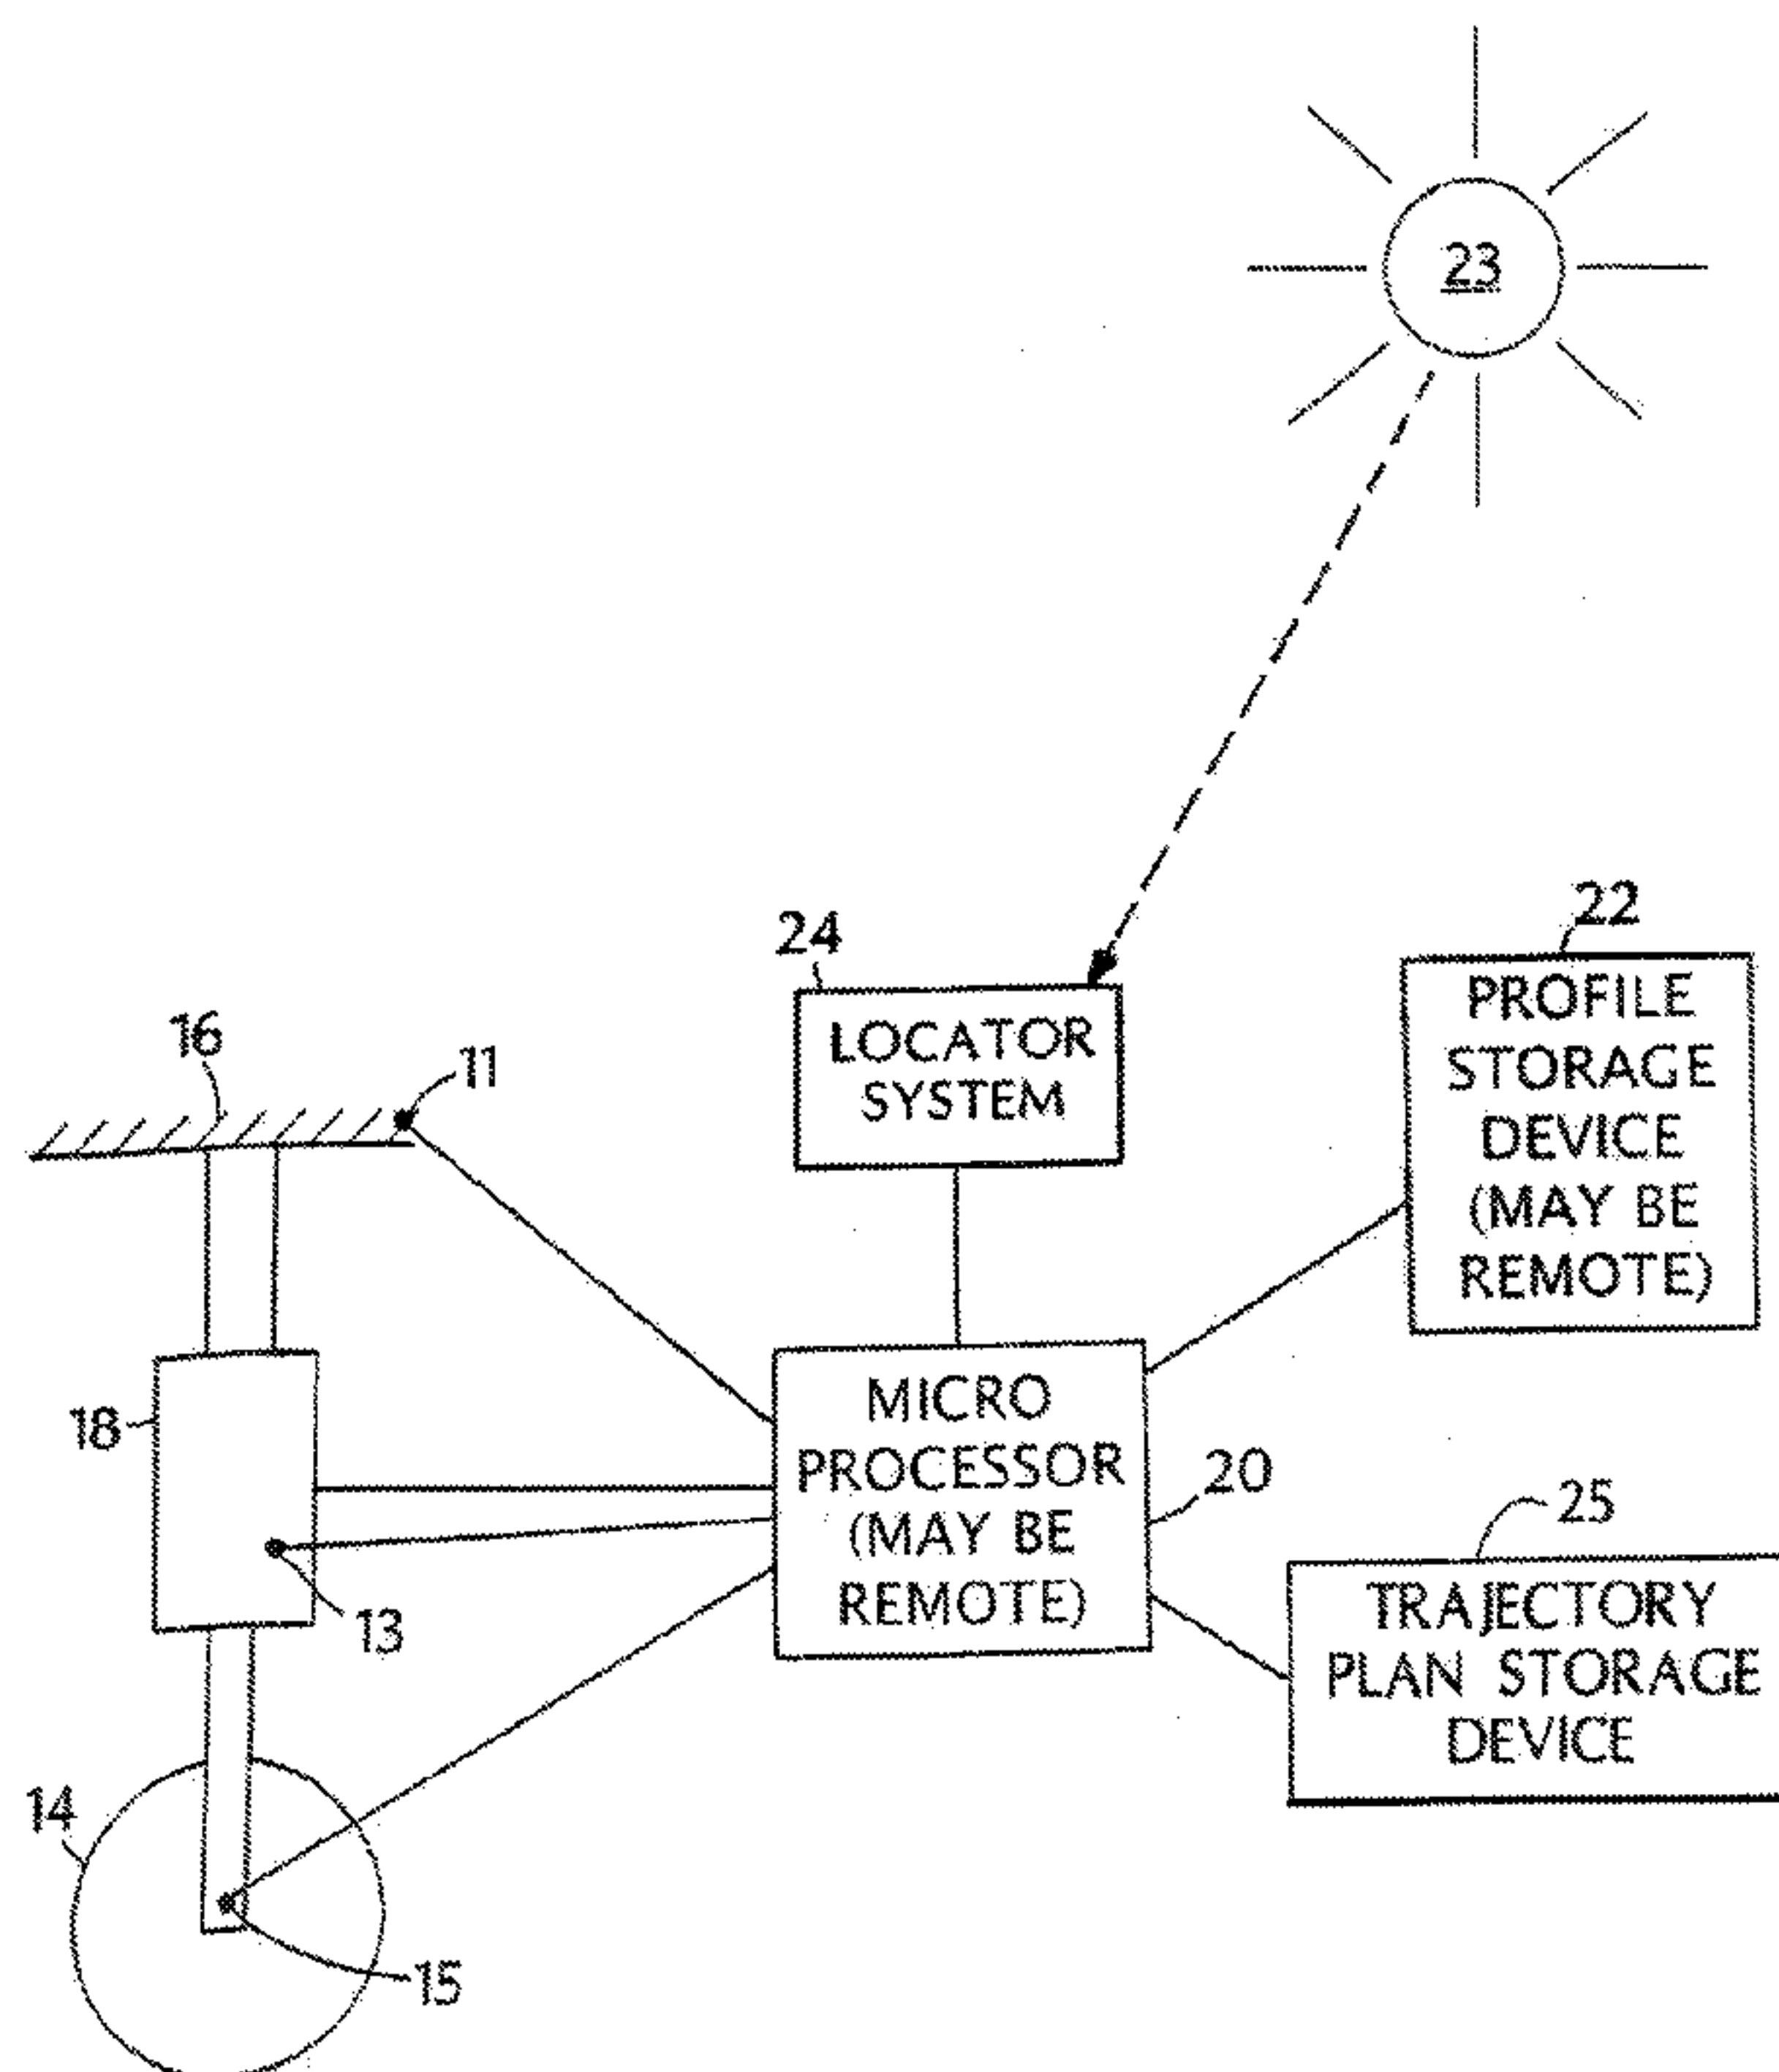 23
24
LOCATOR
SYSTEM
22
PROFILE
STORAGE
DEVICE
(MAY BE
REMOTE)
16
11
18
MICRO
PROCESSOR
(MAY BE
REMOTE)
20
13
25
TRAJECTORY
PLAN STORAGE
DEVICE
14
15